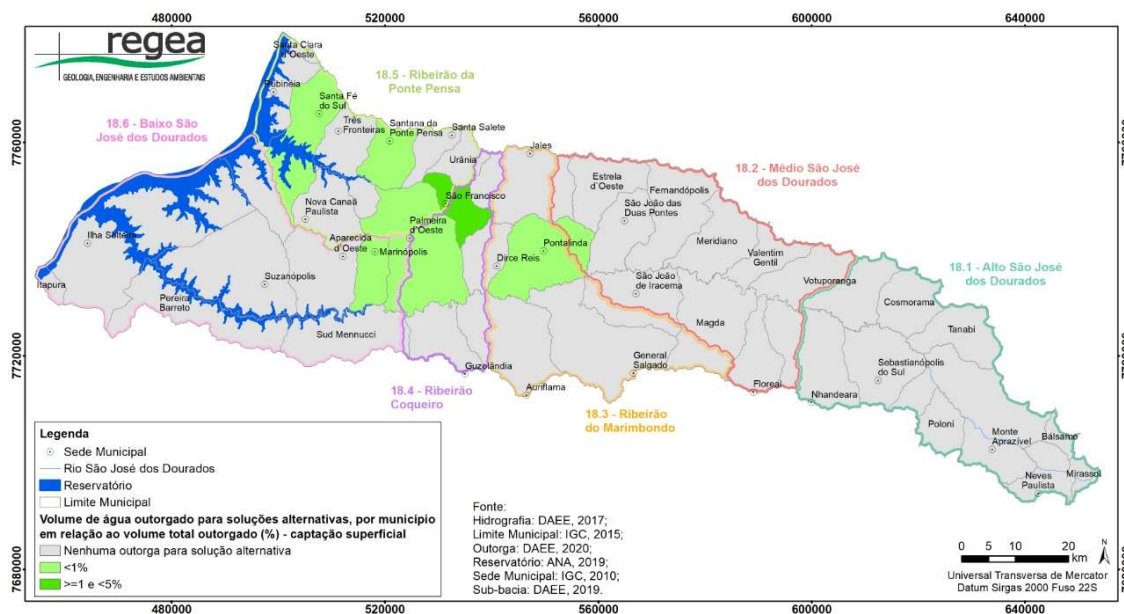 480000
520000
560000
600000
640000
regea
GEOLOGIA, ENGENHARIA E ESTUDOS AMBIENTAIS
Santa Clara
d'Oeste
18.5 - Ribeirão da
Ponte Pensa
Rubinéia
Santa Fé
do Sul
18.6 - Baixo São
José dos Dourados
Três
Fronteiras
Santana da
Ponte Pensa
Santa Salete
7760000
7760000
Urânia
Jales
18.2 - Médio São José
dos Dourados
Estrela
d'Oeste
Fernandópolis
São Francisco
São João das
Duas Pontes
Nova Canaã
Paulista
Palmeira
d'Oeste
Meridiano
Ilha Solteira
Aparecida
d'Oeste
Marinópolis
Pontalinda
Valentim
Gentil
Dirce Reis
18.1 - Alto São José
dos Dourados
Itapura
Suzanápolis
São João
de Iracema
Votuporanga
Pereira
Barreto
Cosmorama
Magda
Tanabi
Sud Mennucci
7720000
7720000
Guzolândia
General
Salgado
Sebastianópolis
do Sul
Auriflama
Floreal
Nhandeara
18.4 - Ribeirão
Coqueiro
18.3 - Ribeirão
do Marimbondo
Poloni
Monte
Aprazível
Bálsamo
Neves
Paulista
Mirassol
Legenda
Sede Municipal
Rio São José dos Dourados
Reservatório
Limite Municipal
Volume de água outorgado para soluções alternativas, por município
em relação ao volume total outorgado (%) - captação superficial
Nenhuma outorga para solução alternativa
<1%
>=1 e <5%
Fonte:
Hidrografia: DAEE, 2017;
Limite Municipal: IGC, 2015;
Outorga: DAEE, 2020;
Reservatório: ANA, 2019;
Sede Municipal: IGC, 2010;
Sub-bacia: DAEE, 2019.
N
0 5 10 20
km
Universal Transversa de Mercator
Datum Sirgas 2000 Fuso 22S
7680000
7680000
480000
520000
560000
600000
640000